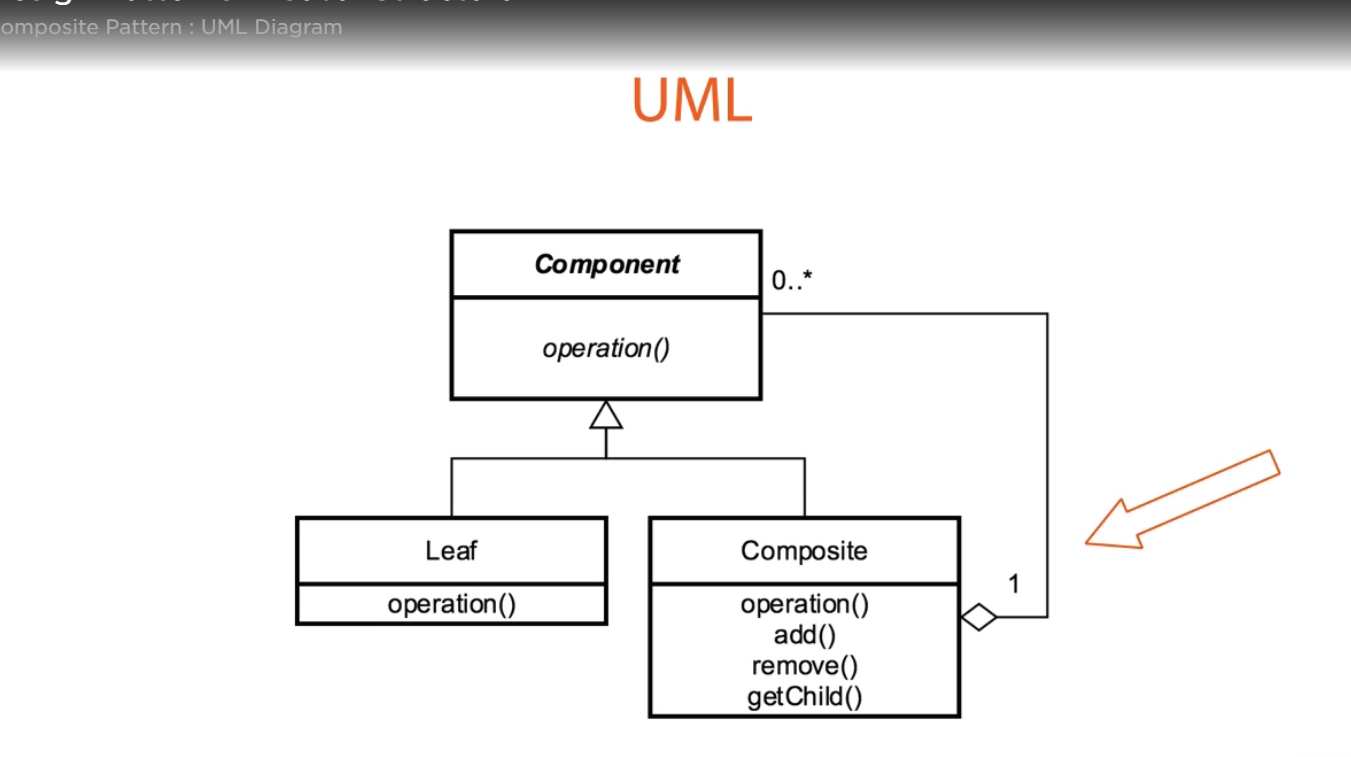 omposite Pattern : UML Diagram
UML
Component
0..*
operation()
Leaf
Composite
1
operation()
operation()
add()
remove()
getChild()